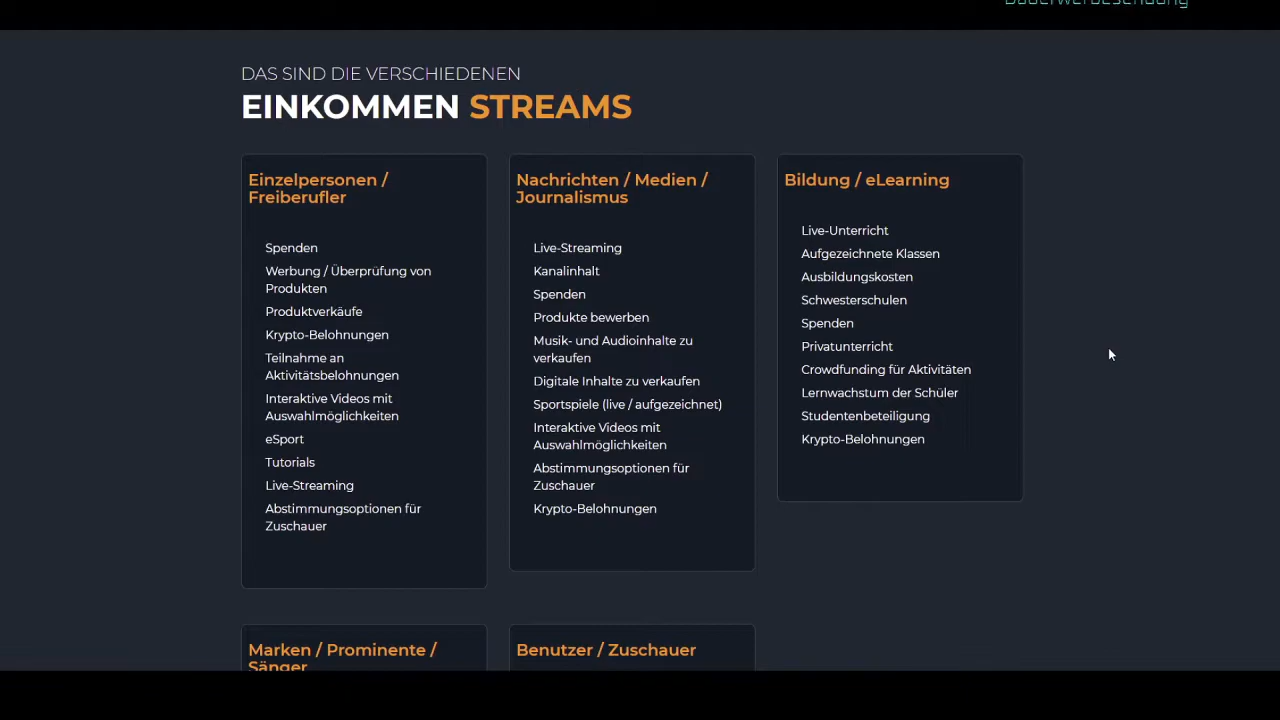 Dauerwerbesendung
DAS SIND DIE VERSCHIEDENEN
EINKOMMEN STREAMS
Einzelpersonen /
Freiberufler
Spenden
Werbung / Überprüfung von
Produkten
Produktverkäufe
Krypto-Belohnungen
Teilnahme an
Aktivitätsbelohnungen
Interaktive Videos mit
Auswahlmöglichkeiten
eSport
Tutorials
Live-Streaming
Abstimmungsoptionen für
Zuschauer
Nachrichten / Medien /
Journalismus
Live-Streaming
Kanalinhalt
Spenden
Produkte bewerben
Musik- und Audioinhalte zu
verkaufen
Digitale Inhalte zu verkaufen
Sportspiele (live / aufgezeichnet)
Interaktive Videos mit
Auswahlmöglichkeiten
Abstimmungsoptionen für
Zuschauer
Krypto-Belohnungen
Bildung / eLearning
Live-Unterricht
Aufgezeichnete Klassen
Ausbildungskosten
Schwesterschulen
Spenden
Privatunterricht
Crowdfunding für Aktivitäten
Lernwachstum der Schüler
Studentenbeteiligung
Krypto-Belohnungen
Marken / Prominente /
Sänger
Benutzer / Zuschauer